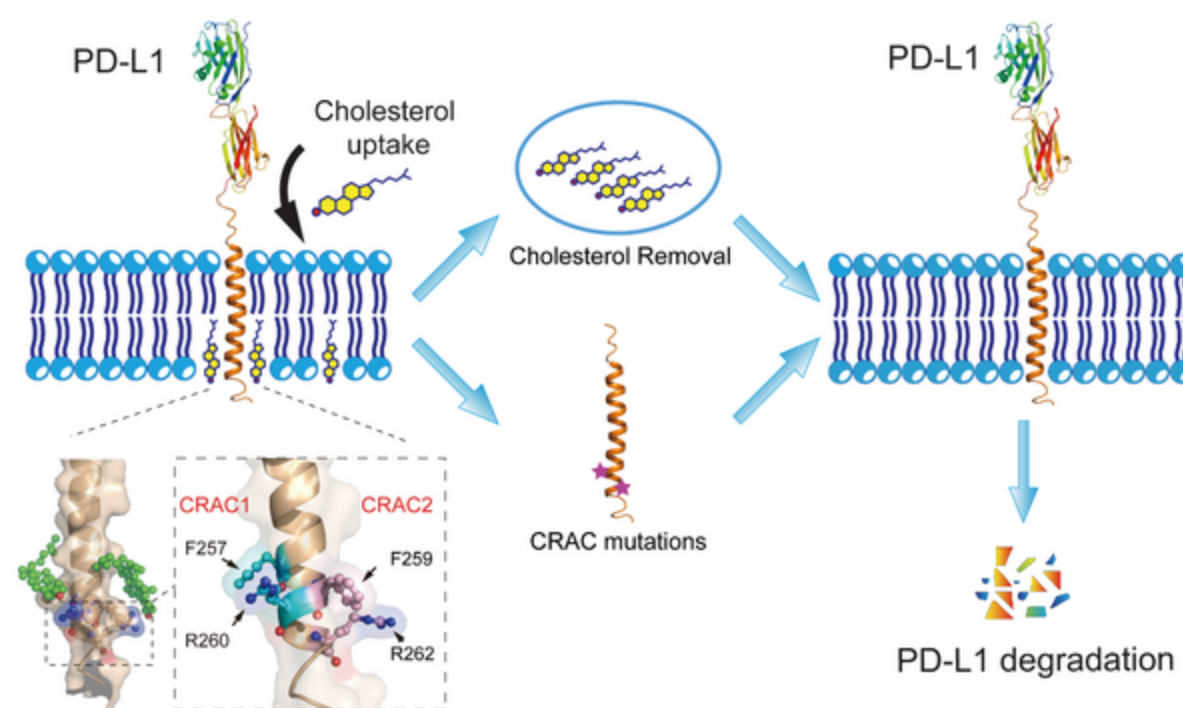 PD-L1
Cholesterol
uptake
Cholesterol Removal
PD-L1
CRAC1
CRAC2
F257
F259
R260
R262
CRAC mutations
PD-L1 degradation